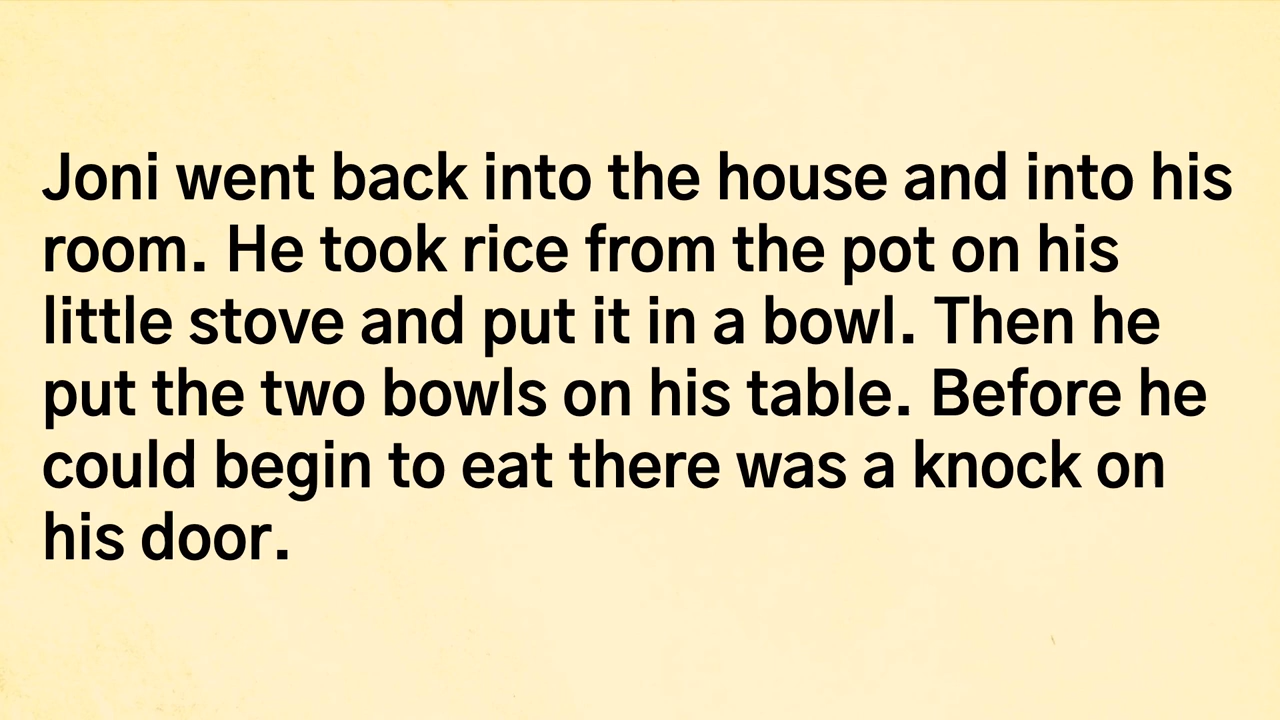 Joni went back into the house and into his
room. He took rice from the pot on his
little stove and put it in a bowl. Then he
put the two bowls on his table. Before he
could begin to eat there was a knock on
his door.